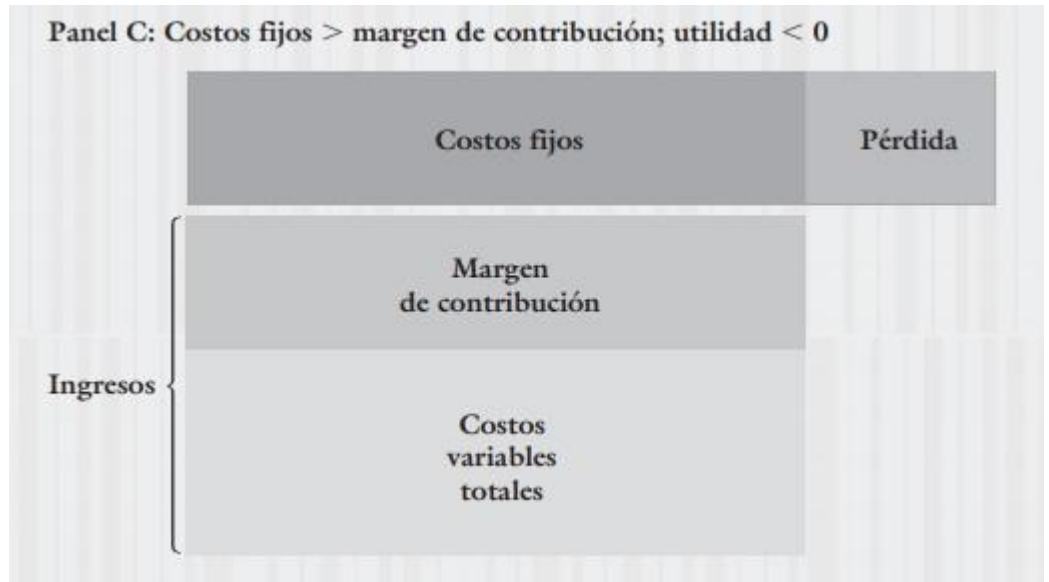 Panel C: Costos fijos > margen de contribución; utilidad < 0
Costos fijos
Pérdida
Margen
de contribución
Ingresos
Costos
variables
totales